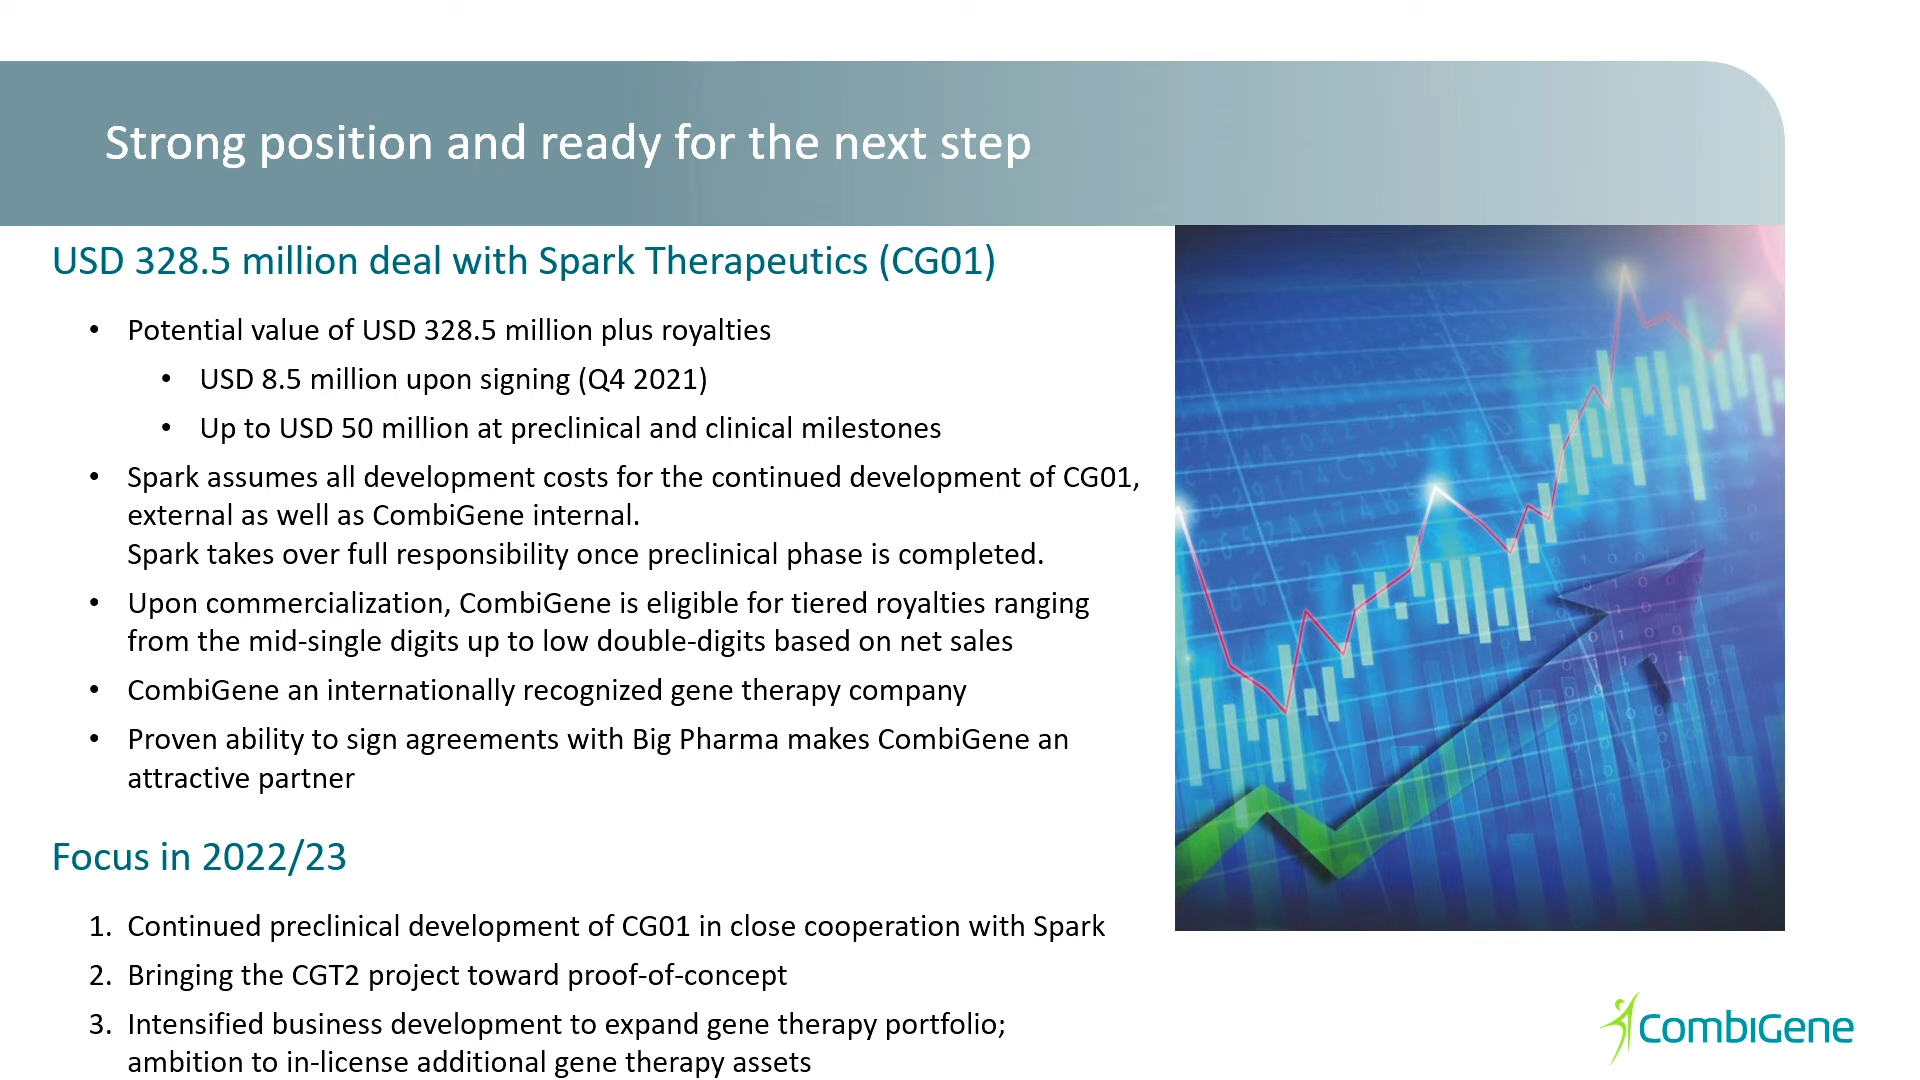 Strong position and ready for the next step
USD 328.5 million deal with Spark Therapeutics (CG01)
• Potential value of USD 328.5 million plus royalties
• USD 8.5 million upon signing (Q4 2021)
• Up to USD 50 million at preclinical and clinical milestones
• Spark assumes all development costs for the continued development of CG01,
external as well as CombiGene internal.
Spark takes over full responsibility once preclinical phase is completed.
• Upon commercialization, CombiGene is eligible for tiered royalties ranging
from the mid-single digits up to low double-digits based on net sales
• CombiGene an internationally recognized gene therapy company
• Proven ability to sign agreements with Big Pharma makes CombiGene an
attractive partner
Focus in 2022/23
1. Continued preclinical development of CG01 in close cooperation with Spark
2. Bringing the CGT2 project toward proof-of-concept
3. Intensified business development to expand gene therapy portfolio;
ambition to in-license additional gene therapy assets
CombiGene